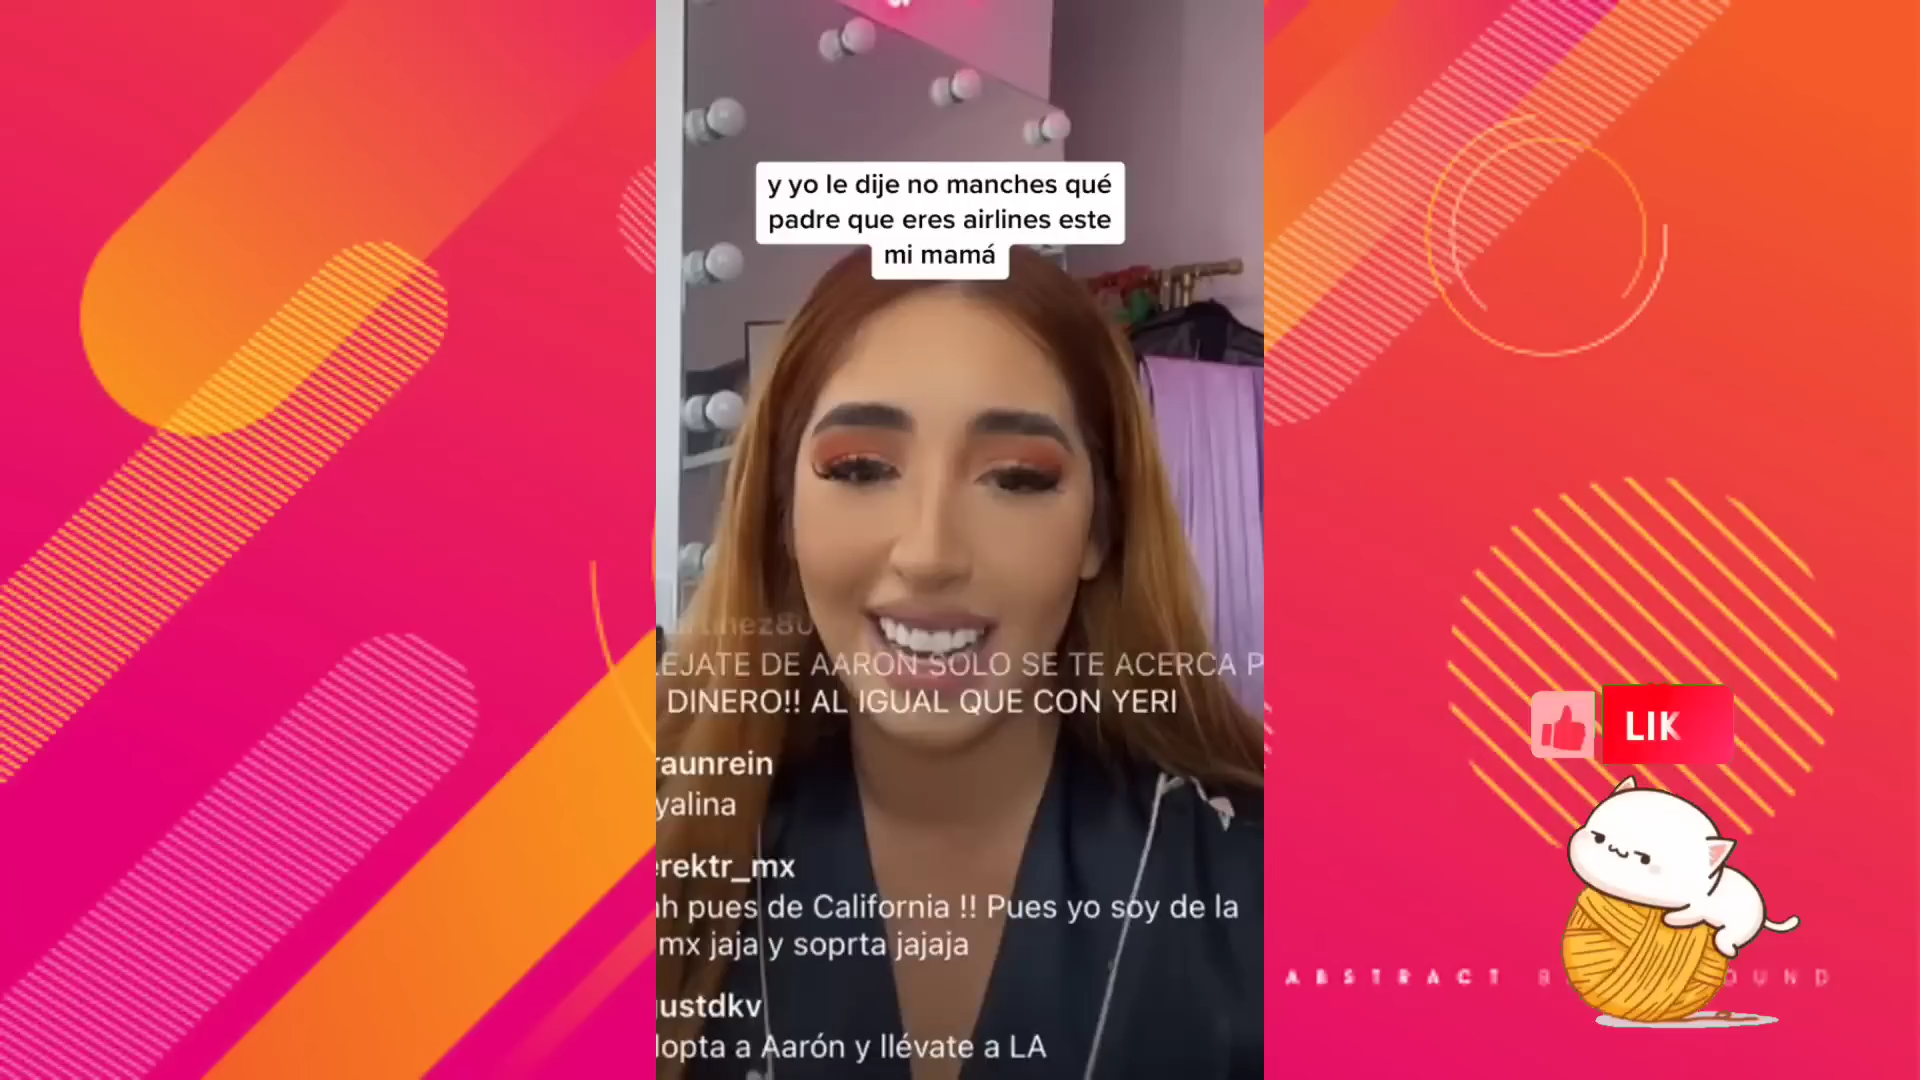 y yo le dije no manches qué
padre que eres airlines este
mi mamá
DE AARON SOLO SE TE ACERCA
DINERO!! AL IGUAL QUE CON YERI
raunrein
yalina
erektr_mx
pues de California !! Pues yo soy de la
mx jaja y soprta jajaja
ustdkv
lopta a Aarón y llévate a LA
LIK
ABSTRACT